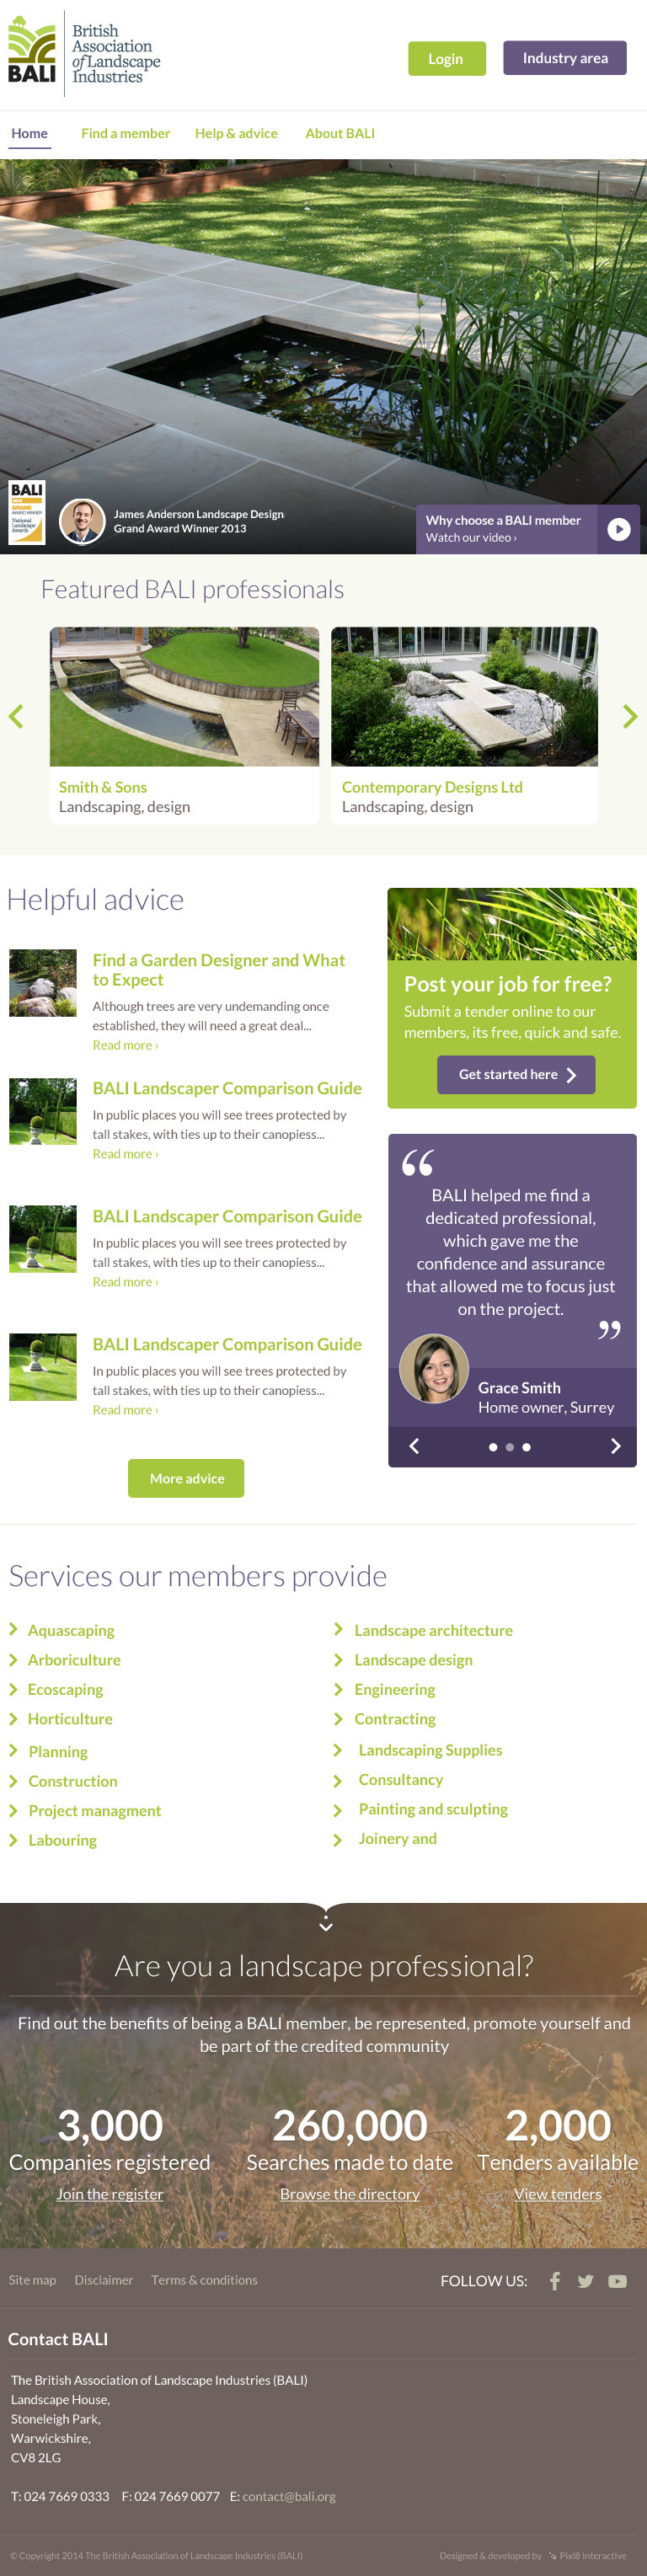 British
Association
of Landscape
Industries
BALI
Login
Industry area
Home
Find a member
Help & advice
About BALI
BALI
GRAND
AWARD WINNER
National
Landscape
Awards
James Anderson Landscape Design
Grand Award Winner 2013
Why choose a BALI member
Watch our video ›
Featured BALI professionals
Smith & Sons
Landscaping, design
Contemporary Designs Ltd
Landscaping, design
Helpful advice
Find a Garden Designer and What
to Expect
Although trees are very undemanding once
established, they will need a great deal...
Read more ›
BALI Landscaper Comparison Guide
In public places you will see trees protected by
tall stakes, with ties up to their canopiess...
Read more ›
BALI Landscaper Comparison Guide
In public places you will see trees protected by
tall stakes, with ties up to their canopiess...
Read more ›
BALI Landscaper Comparison Guide
In public places you will see trees protected by
tall stakes, with ties up to their canopiess...
Read more ›
More advice
Post your job for free?
Submit a tender online to our
members, its free, quick and safe.
Get started here
“
BALI helped me find a
dedicated professional,
which gave me the
confidence and assurance
that allowed me to focus just
on the project.
”
Grace Smith
Home owner, Surrey
Services our members provide
Aquascaping
Arboriculture
Ecoscaping
Horticulture
Planning
Construction
Project managment
Labouring
Landscape architecture
Landscape design
Engineering
Contracting
Landscaping Supplies
Consultancy
Painting and sculpting
Joinery and
Are you a landscape professional?
Find out the benefits of being a BALI member, be represented, promote yourself and
be part of the credited community
3,000
Companies registered
Join the register
260,000
Searches made to date
Browse the directory
2,000
Tenders available
View tenders
Site map
Disclaimer
Terms & conditions
FOLLOW US:
Contact BALI
The British Association of Landscape Industries (BALI)
Landscape House,
Stoneleigh Park,
Warwickshire,
CV8 2LG
T: 024 7669 0333 F: 024 7669 0077 E: contact@bali.org
© Copyright 2014 The British Association of Landscape Industries (BALI)
Designed & developed by Pixl8 Interactive